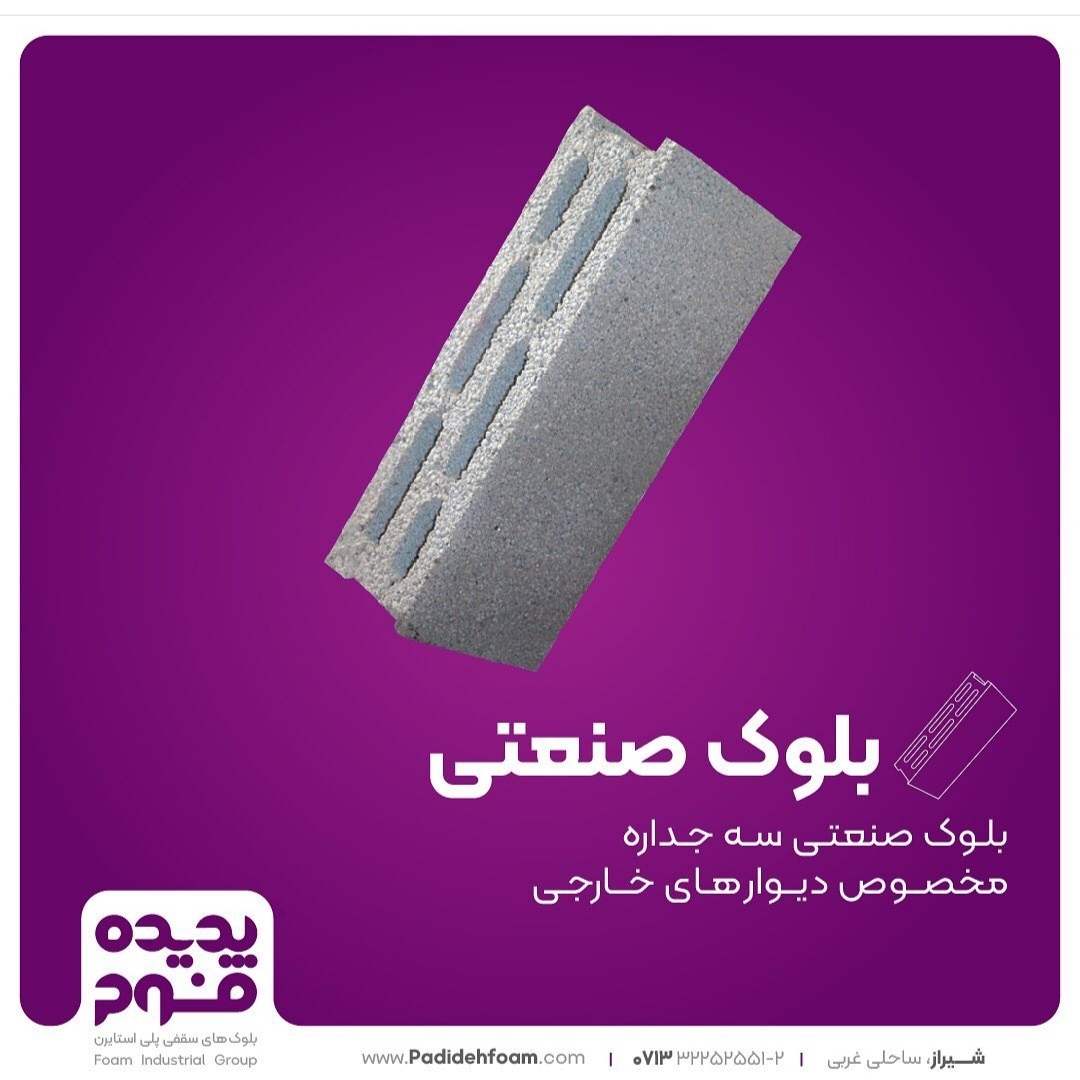 بلوک صنعتی
بلوک صنعتی سه جداره
مخصوص دیوارهای خارجی
پدیده
فوم
بلوک‌های سقفی پلی استایرن
Foam Industrial Group
www.Padidehfoam.com | ۰۷۱۳ ۳۲۲۵۲۵۵۱-۲ | شیراز، ساحلی غربی